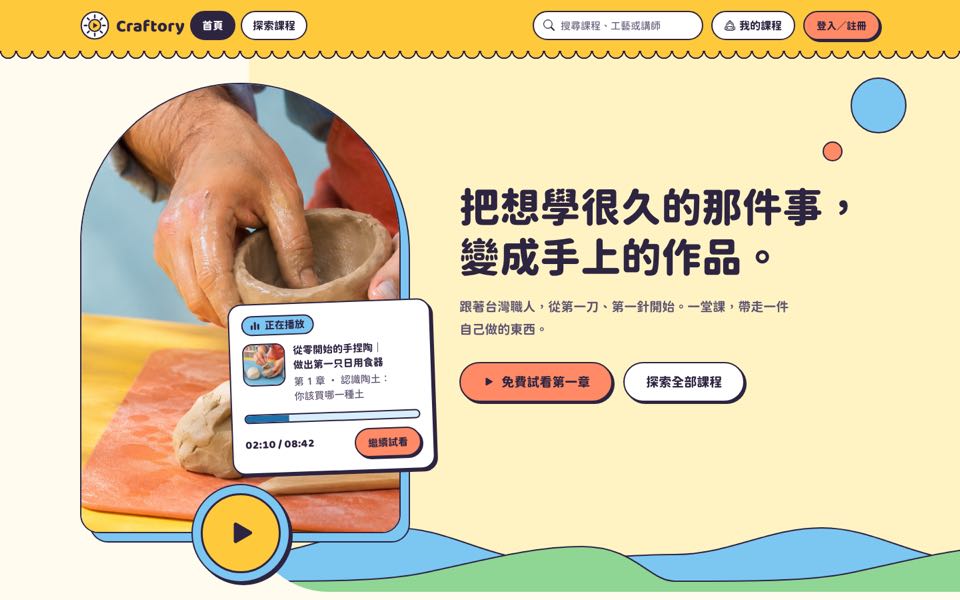 Craftory
首頁
探索課程
搜尋課程、工藝或講師
我的課程
登入／註冊
把想學很久的那件事，
變成手上的作品。
跟著台灣職人，從第一刀、第一針開始。一堂課，帶走一件
自己做的東西。
免費試看第一章
探索全部課程
正在播放
從零開始的手捏陶｜
做出第一只日用食器
第 1 章・認識陶土：
你該買哪一種土
02:10 / 08:42
繼續試看